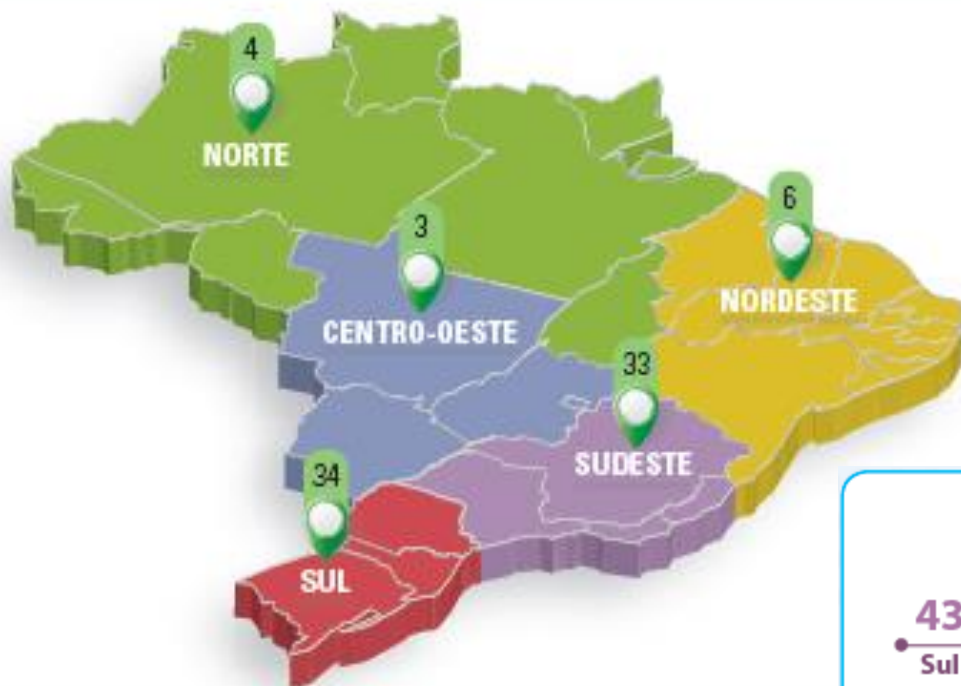 4
NORTE
3
CENTRO-OESTE
6
NORDESTE
33
SUDESTE
34
SUL
43
Sul